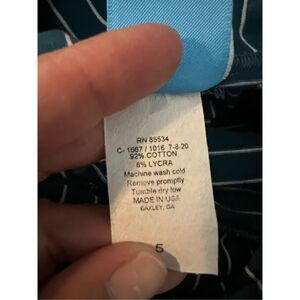 RN 85534
C- 1667 / 1016 7-8-20
92% COTTON
8% LYCRA
Machine wash cold
Remove promptly
Tumble dry low
MADE IN USA
BAXLEY, GA
5